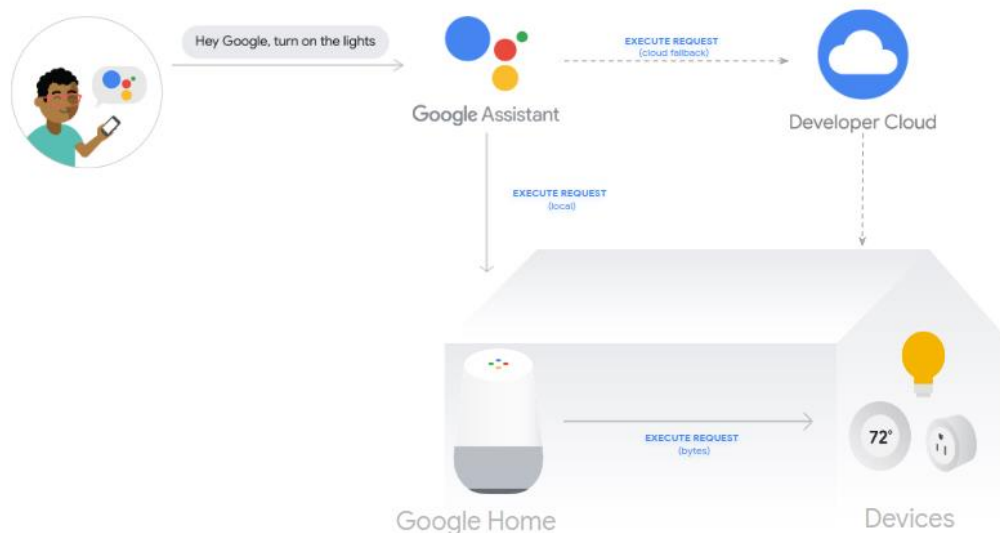 Hey Google, turn on the lights
EXECUTE REQUEST
(cloud fallback)
Google Assistant
Developer Cloud
EXECUTE REQUEST
(local)
72°
EXECUTE REQUEST
(bytes)
Google Home
Devices